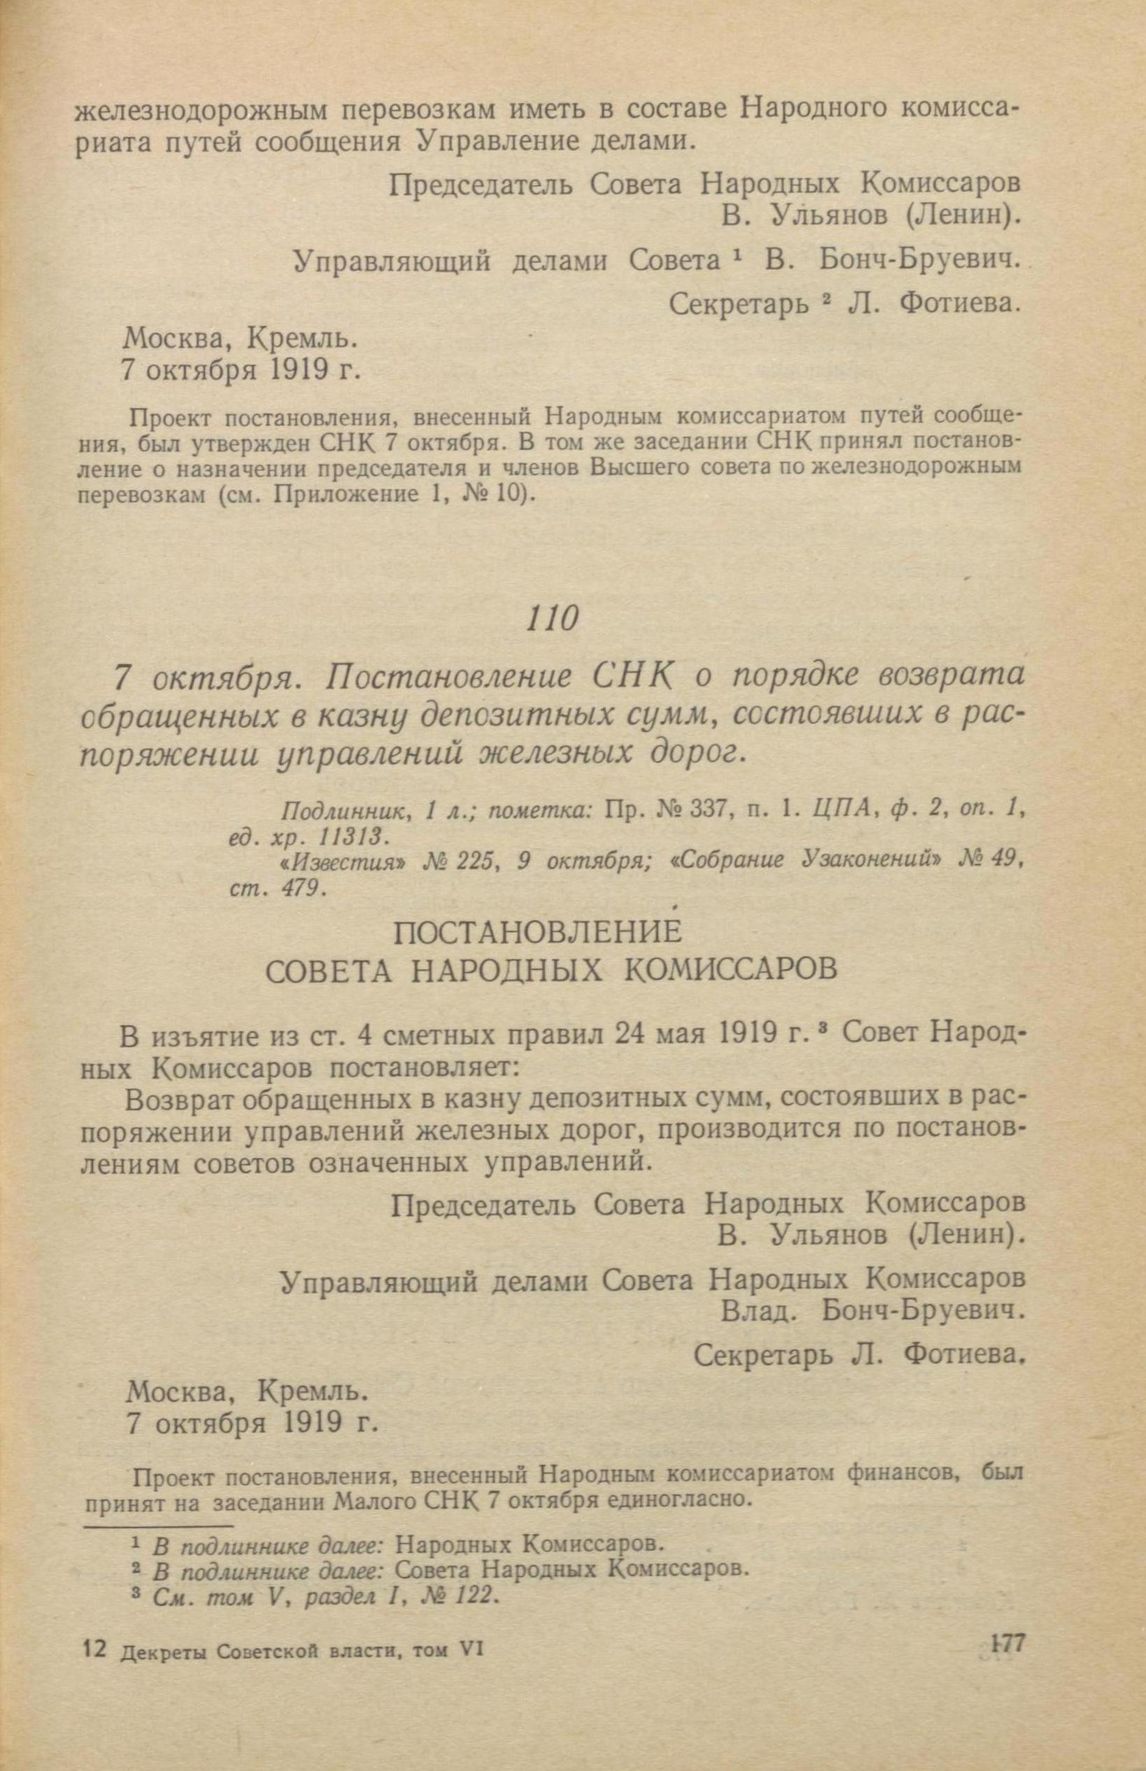 железнодорожным перевозкам иметь в составе Народного комисса-
риата путей сообщения Управление делами.
Председатель Совета Народных Комиссаров
В. Ульянов (Ленин).
Управляющий делами Совета ¹ В. Бонч-Бруевич.
Секретарь ² Л. Фотиева.
Москва, Кремль.
7 октября 1919 г.
Проект постановления, внесенный Народным комиссариатом путей сообще-
ния, был утвержден СНК 7 октября. В том же заседании СНК принял постанов-
ление о назначении председателя и членов Высшего совета по железнодорожным
перевозкам (см. Приложение 1, № 10).
110
7 октября. Постановление СНК о порядке возврата
обращенных в казну депозитных сумм, состоявших в рас-
поряжении управлений железных дорог.
Подлинник, 1 л.; пометка: Пр. № 337, п. 1. ЦПА, ф. 2, оп. 1,
ед. хр. 11313.
«Известия» № 225, 9 октября; «Собрание Узаконений» № 49,
ст. 479.
ПОСТАНОВЛЕНИЕ
СОВЕТА НАРОДНЫХ КОМИССАРОВ
В изъятие из ст. 4 сметных правил 24 мая 1919 г. ³ Совет Народ-
ных Комиссаров постановляет:
Возврат обращенных в казну депозитных сумм, состоявших в рас-
поряжении управлений железных дорог, производится по постанов-
лениям советов означенных управлений.
Председатель Совета Народных Комиссаров
В. Ульянов (Ленин).
Управляющий делами Совета Народных Комиссаров
Влад. Бонч-Бруевич.
Секретарь Л. Фотиева.
Москва, Кремль.
7 октября 1919 г.
Проект постановления, внесенный Народным комиссариатом финансов, был
принят на заседании Малого СНК 7 октября единогласно.
¹ В подлиннике далее: Народных Комиссаров.
² В подлиннике далее: Совета Народных Комиссаров.
³ См. том V, раздел I, № 122.
12 Декреты Советской власти, том VI
177